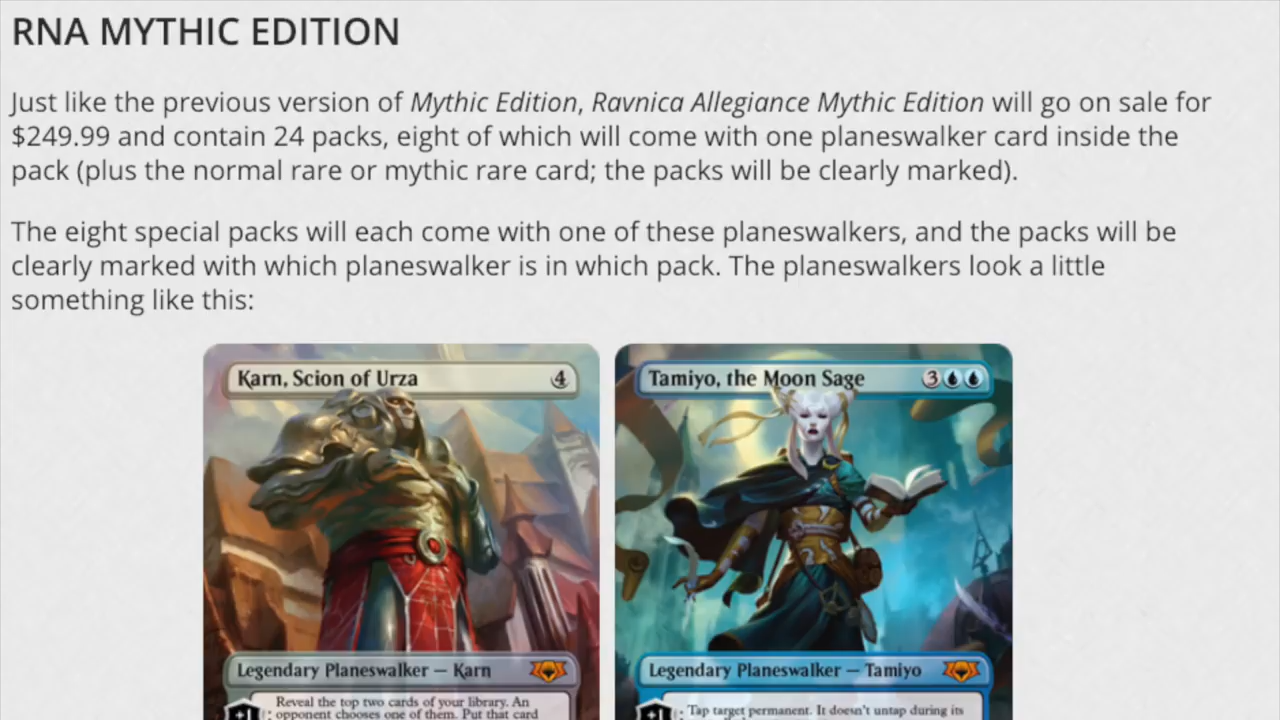 RNA MYTHIC EDITION
Just like the previous version of Mythic Edition, Ravnica Allegiance Mythic Edition will go on sale for
$249.99 and contain 24 packs, eight of which will come with one planeswalker card inside the
pack (plus the normal rare or mythic rare card; the packs will be clearly marked).
The eight special packs will each come with one of these planeswalkers, and the packs will be
clearly marked with which planeswalker is in which pack. The planeswalkers look a little
something like this:
Karn, Scion of Urza 4
Legendary Planeswalker — Karn
+1: Reveal the top two cards of your library. An
opponent chooses one of them. Put that card
Tamiyo, the Moon Sage 3
Legendary Planeswalker — Tamiyo
+1: Tap target permanent. It doesn't untap during its